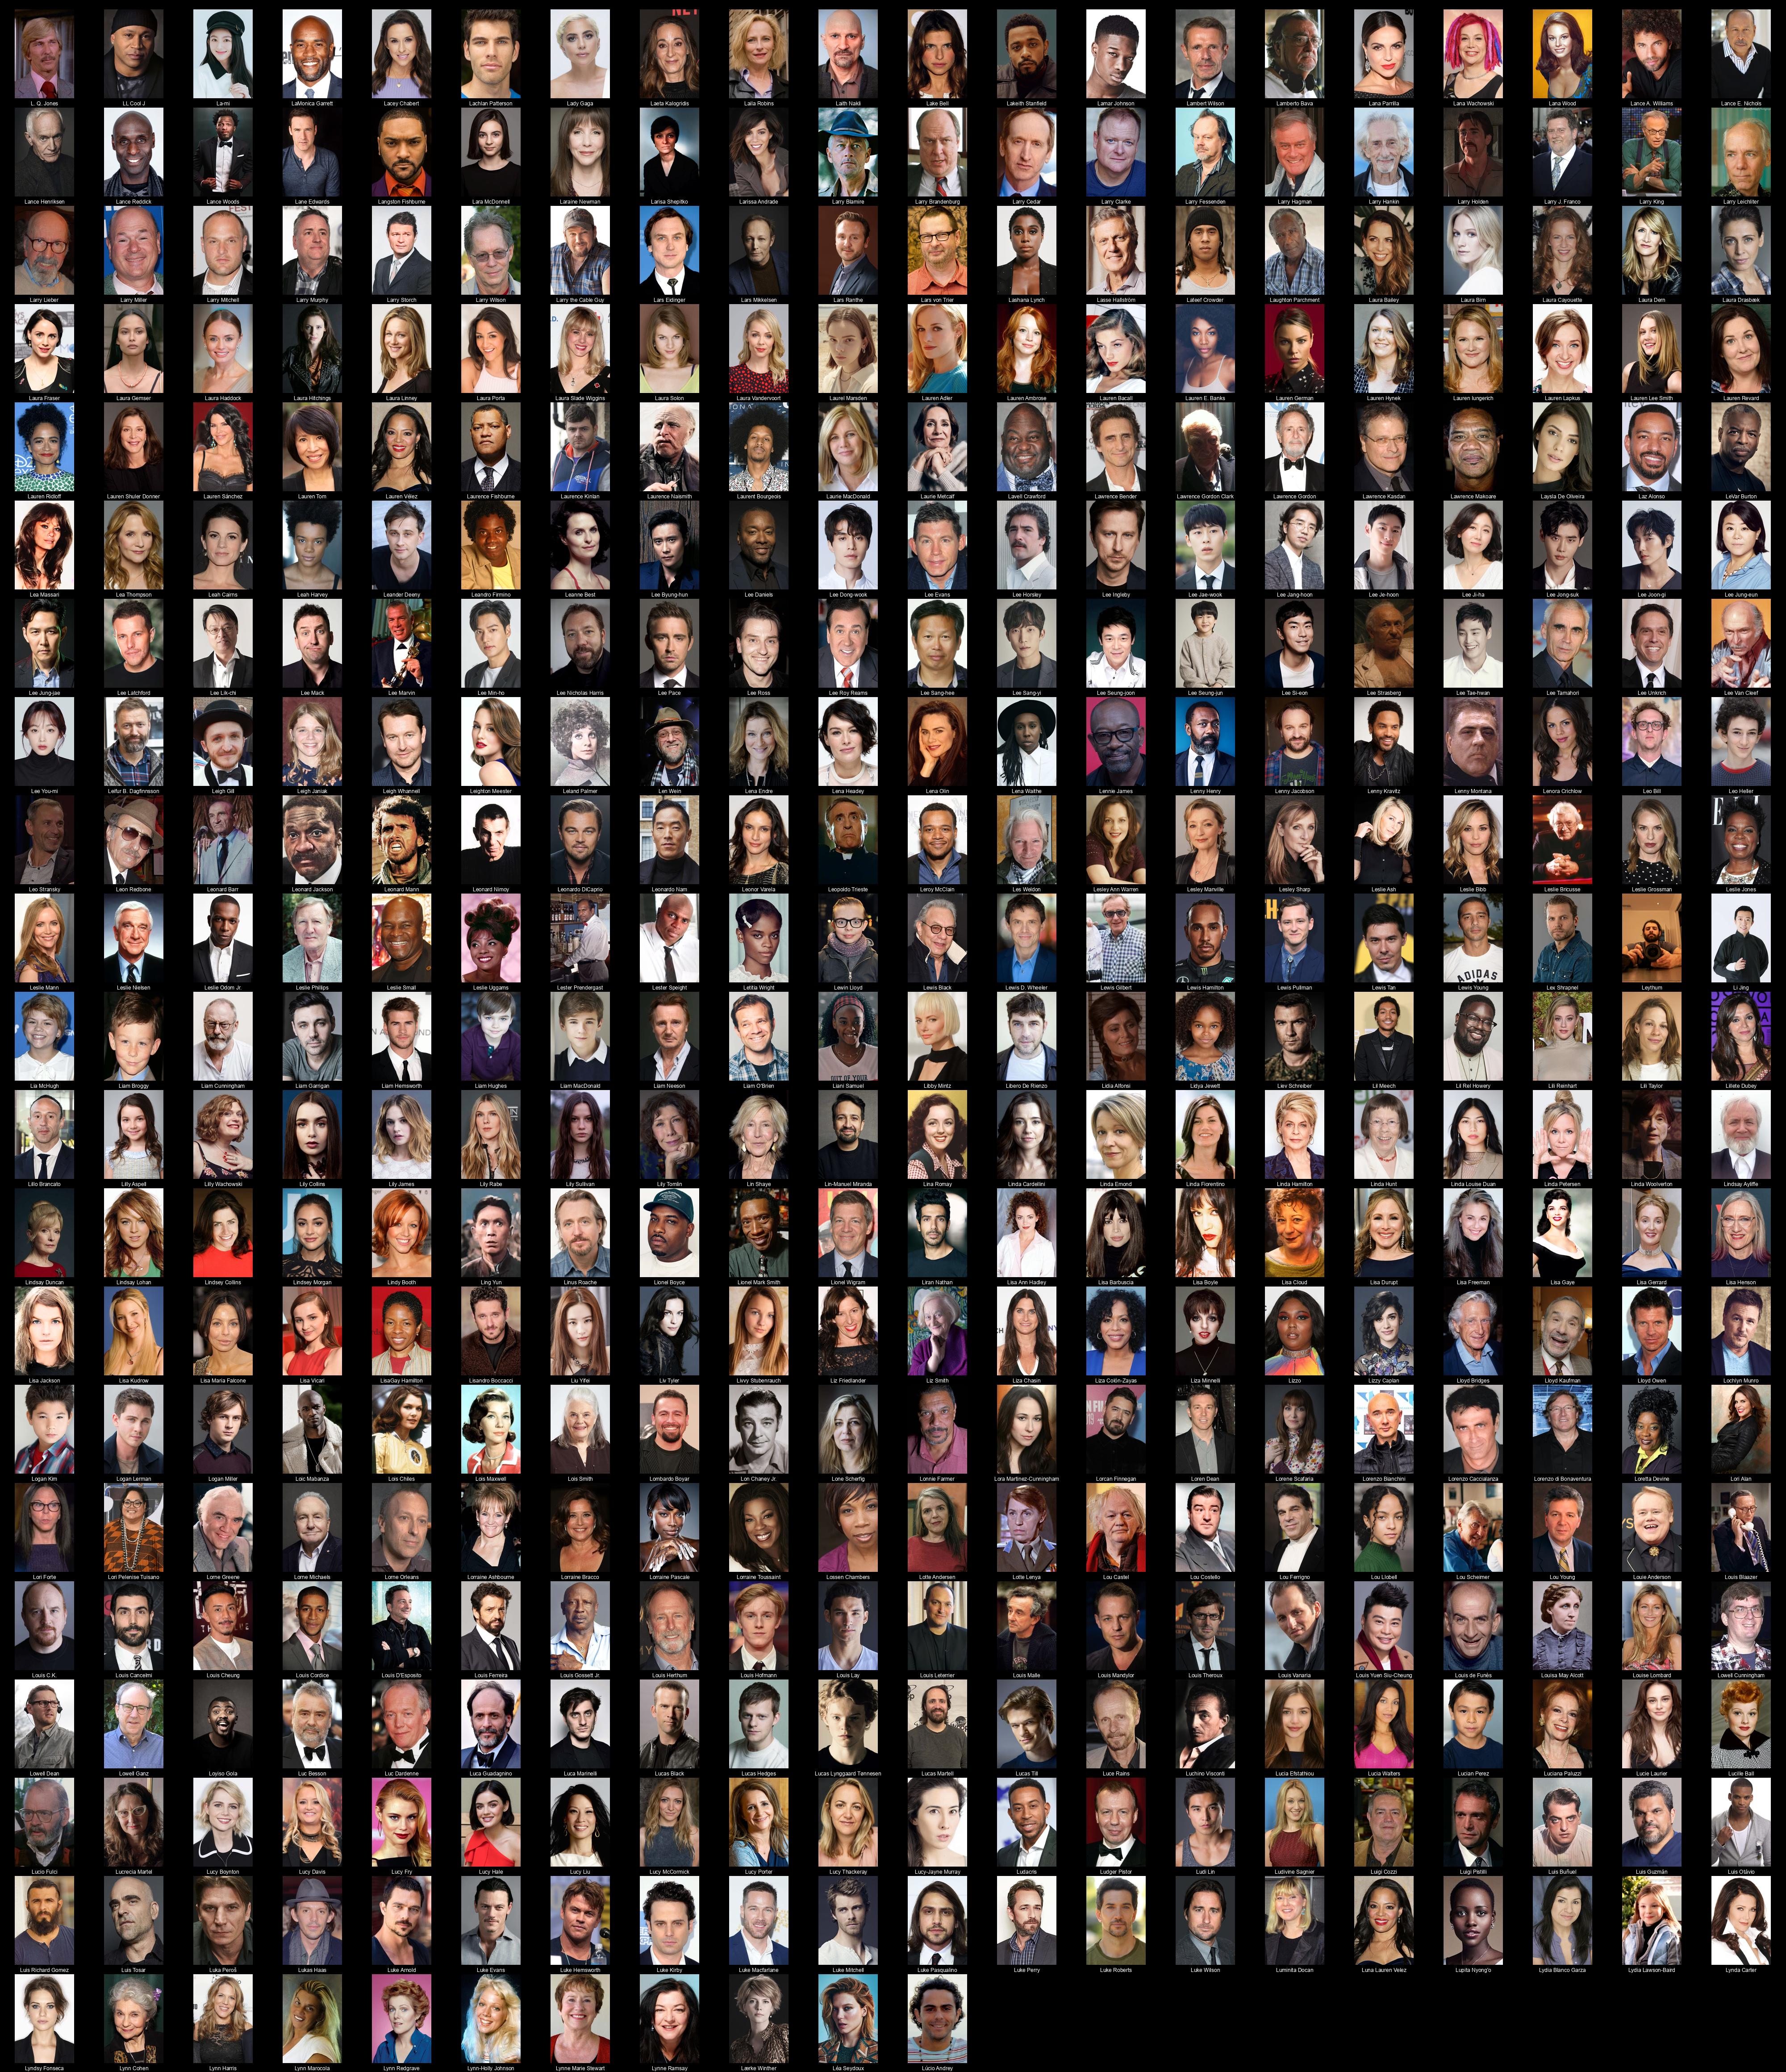 L. Q. Jones LL Cool J La-mi LaMonica Garrett Lacey Chabert Lachlan Patterson Lady Gaga Laeta Kalogridis Laila Robins Laith Nakli Lake Bell Lakeith Stanfield Lamar Johnson Lambert Wilson Lamberto Bava Lana Parrilla Lana Wachowski Lana Wood Lance A. Williams Lance E. Nichols
Lance Henriksen Lance Reddick Lance Woods Lane Edwards Langston Fishburne Lara McDonnell Laraine Newman Larisa Shepitko Larissa Andrade Larry Blamire Larry Brandenburg Larry Cedar Larry Clarke Larry Fessenden Larry Hagman Larry Hankin Larry Holden Larry J. Franco Larry King Larry Leichliter
Larry Lieber Larry Miller Larry Mitchell Larry Murphy Larry Storch Larry Wilson Larry the Cable Guy Lars Eidinger Lars Mikkelsen Lars Ranthe Lars von Trier Lashana Lynch Lasse Hallström Lateef Crowder Laughton Parchment Laura Bailey Laura Birn Laura Cayouette Laura Dern Laura Drasbæk
Laura Fraser Laura Gemser Laura Haddock Laura Hitchings Laura Linney Laura Porta Laura Slade Wiggins Laura Solon Laura Vandervoort Laurel Marsden Lauren Adler Lauren Ambrose Lauren Bacall Lauren E. Banks Lauren German Lauren Hynek Lauren Iungerich Lauren Lapkus Lauren Lee Smith Lauren Revard
Lauren Ridloff Lauren Shuler Donner Lauren Sánchez Lauren Tom Lauren Vélez Laurence Fishburne Laurence Kinlan Laurence Naismith Laurent Bourgeois Laurie MacDonald Laurie Metcalf Lavell Crawford Lawrence Bender Lawrence Gordon Clark Lawrence Gordon Lawrence Kasdan Lawrence Makoare Laysla De Oliveira Laz Alonso LeVar Burton
Lea Massari Lea Thompson Leah Cairns Leah Harvey Leander Deeny Leandro Firmino Leanne Best Lee Byung-hun Lee Daniels Lee Dong-wook Lee Evans Lee Horsley Lee Ingleby Lee Jae-wook Lee Jang-hoon Lee Je-hoon Lee Ji-ha Lee Jong-suk Lee Joon-gi Lee Jung-eun
Lee Jung-jae Lee Latchford Lee Lik-chi Lee Mack Lee Marvin Lee Min-ho Lee Nicholas Harris Lee Pace Lee Ross Lee Roy Reams Lee Sang-hee Lee Sang-yi Lee Seung-joon Lee Seung-jun Lee Si-eon Lee Strasberg Lee Tae-hwan Lee Tamahori Lee Unkrich Lee Van Cleef
Lee You-mi Leifur B. Dagfinnsson Leigh Gill Leigh Janiak Leigh Whannell Leighton Meester Leland Palmer Len Wein Lena Endre Lena Headey Lena Olin Lena Waithe Lennie James Lenny Henry Lenny Jacobson Lenny Kravitz Lenny Montana Lenora Crichlow Leo Bill Leo Heller
Leo Stransky Leon Redbone Leonard Barr Leonard Jackson Leonard Mann Leonard Nimoy Leonardo DiCaprio Leonardo Nam Leonor Varela Leopoldo Trieste Leroy McClain Les Weldon Lesley Ann Warren Lesley Manville Lesley Sharp Leslie Ash Leslie Bibb Leslie Bricusse Leslie Grossman Leslie Jones
ADIDAS
Leslie Mann Leslie Nielsen Leslie Odom Jr. Leslie Phillips Leslie Small Leslie Uggams Lester Prendergast Lester Speight Letitia Wright Lewin Lloyd Lewis Black Lewis D. Wheeler Lewis Gilbert Lewis Hamilton Lewis Pullman Lewis Tan Lewis Young Lex Shrapnel Leythum Li Jing
OUT OF YOUR
Lia McHugh Liam Broggy Liam Cunningham Liam Garrigan Liam Hemsworth Liam Hughes Liam MacDonald Liam Neeson Liam O'Brien Liani Samuel Libby Mintz Libero De Rienzo Lidia Alfonsi Lidya Jewett Liev Schreiber Lil Meech Lil Rel Howery Lili Reinhart Lili Taylor Lillete Dubey
Lillo Brancato Lilly Aspell Lilly Wachowski Lily Collins Lily James Lily Rabe Lily Sullivan Lily Tomlin Lin Shaye Lin-Manuel Miranda Lina Romay Linda Cardellini Linda Emond Linda Fiorentino Linda Hamilton Linda Hunt Linda Louise Duan Linda Petersen Linda Woolverton Lindsay Ayliffe
Lindsay Duncan Lindsay Lohan Lindsey Collins Lindsey Morgan Lindy Booth Ling Yun Linus Roache Lionel Boyce Lionel Mark Smith Lionel Wigram Liran Nathan Lisa Ann Hadley Lisa Barbuscia Lisa Boyle Lisa Cloud Lisa Durupt Lisa Freeman Lisa Gaye Lisa Gerrard Lisa Henson
Lisa Jackson Lisa Kudrow Lisa Maria Falcone Lisa Vicari LisaGay Hamilton Lisandro Boccacci Liu Yifei Liv Tyler Livvy Stubenrauch Liz Friedlander Liz Smith Liza Chasin Liza Colón-Zayas Liza Minnelli Lizzo Lizzy Caplan Lloyd Bridges Lloyd Kaufman Lloyd Owen Lochlyn Munro
Logan Kim Logan Lerman Logan Miller Loïc Mabanza Lois Chiles Lois Maxwell Lois Smith Lombardo Boyar Lon Chaney Jr. Lone Scherfig Lonnie Farmer Lora Martinez-Cunningham Lorcan Finnegan Loren Dean Lorene Scafaria Lorenzo Bianchini Lorenzo Caccialanza Lorenzo di Bonaventura Loretta Devine Lori Alan
Lori Forte Lori Pelenise Tuisano Lorne Greene Lorne Michaels Lorne Orleans Lorraine Ashbourne Lorraine Bracco Lorraine Pascale Lorraine Toussaint Lossen Chambers Lotte Andersen Lotte Lenya Lou Castel Lou Costello Lou Ferrigno Lou Llobell Lou Scheimer Lou Young Louie Anderson Louis Blaazer
Louis C.K. Louis Cancelmi Louis Cheung Louis Cordice Louis D'Esposito Louis Ferreira Louis Gossett Jr. Louis Herthum Louis Hofmann Louis Lay Louis Leterrier Louis Malle Louis Mandylor Louis Theroux Louis Vanaria Louis Yuen Siu-Cheung Louis de Funès Louisa May Alcott Louise Lombard Lowell Cunningham
Lowell Dean Lowell Ganz Loyiso Gola Luc Besson Luc Dardenne Luca Guadagnino Luca Marinelli Lucas Black Lucas Hedges Lucas Lynggaard Tønnesen Lucas Martell Lucas Till Luce Rains Luchino Visconti Lucia Efstathiou Lucia Walters Lucian Perez Luciana Paluzzi Lucie Laurier Lucille Ball
Lucio Fulci Lucrecia Martel Lucy Boynton Lucy Davis Lucy Fry Lucy Hale Lucy Liu Lucy McCormick Lucy Porter Lucy Thackeray Lucy-Jayne Murray Ludacris Ludger Pistor Ludi Lin Ludivine Sagnier Luigi Cozzi Luigi Pistilli Luis Buñuel Luis Guzmán Luis Otávio
Luis Richard Gomez Luis Tosar Luka Peroš Lukas Haas Luke Arnold Luke Evans Luke Hemsworth Luke Kirby Luke Macfarlane Luke Mitchell Luke Pasqualino Luke Perry Luke Roberts Luke Wilson Luminita Docan Luna Lauren Velez Lupita Nyong'o Lydia Blanco Garza Lydia Lawson-Baird Lynda Carter
Lyndsy Fonseca Lynn Cohen Lynn Harris Lynn Marocola Lynn Redgrave Lynn-Holly Johnson Lynne Marie Stewart Lynne Ramsay Lærke Winther Léa Seydoux Lúcio Andrey